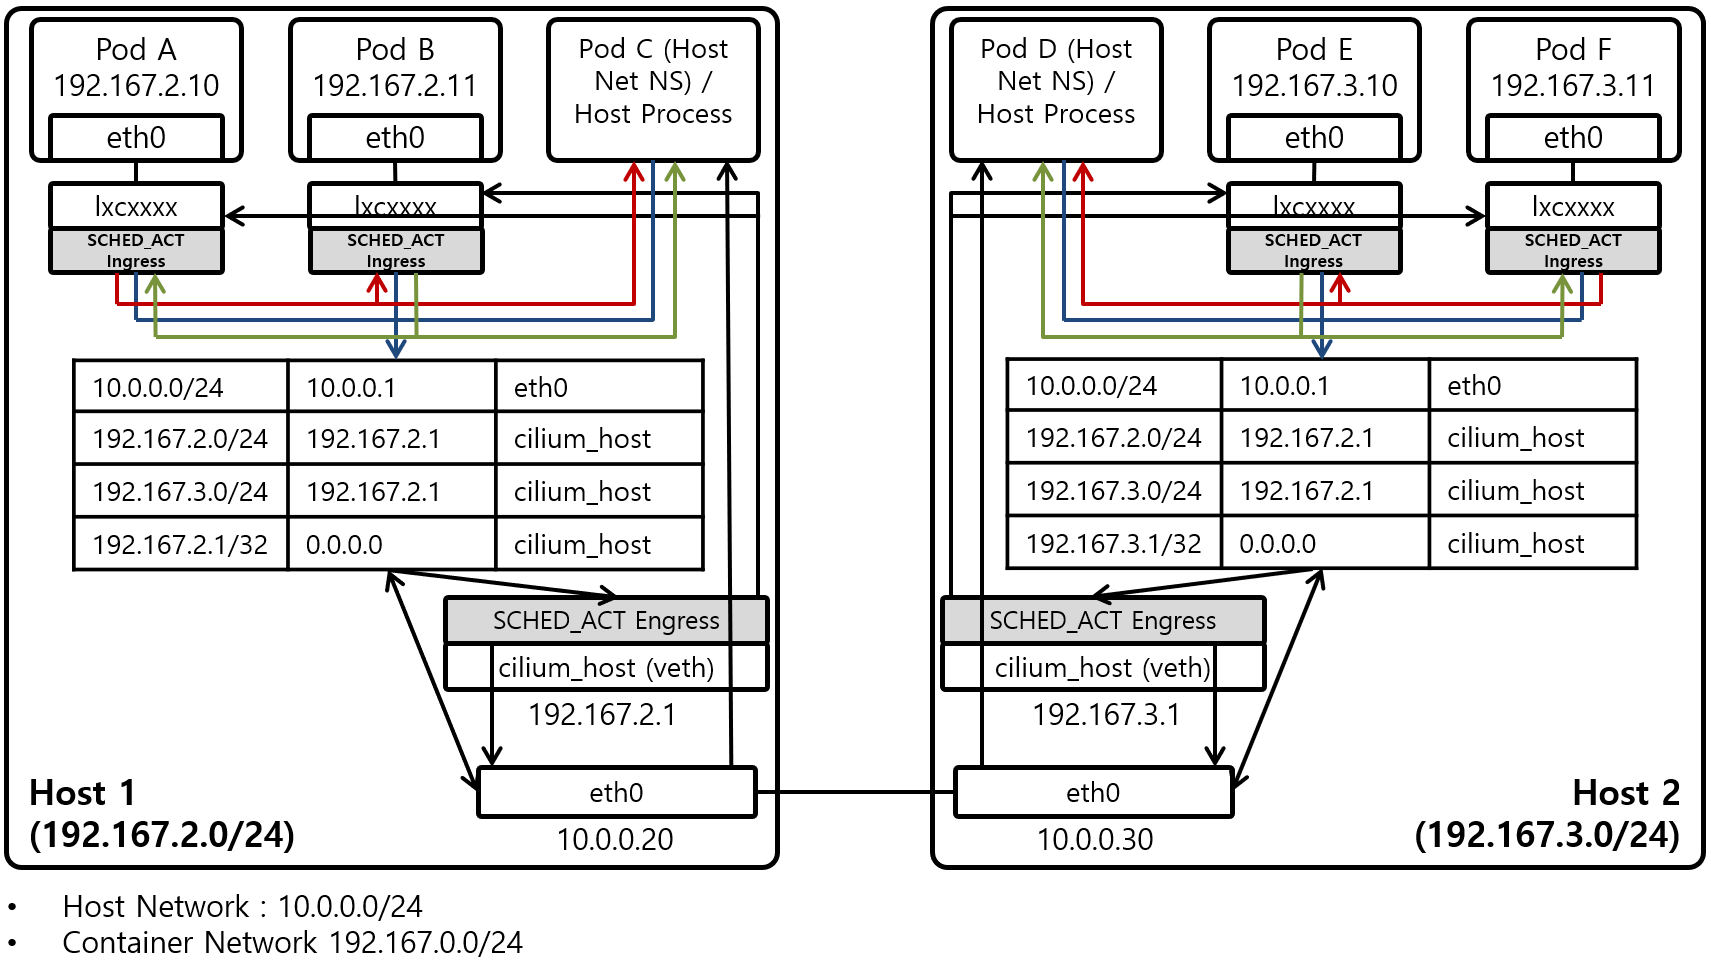 Pod A
192.167.2.10
eth0
lxcxxxx
SCHED_ACT
Ingress
Pod B
192.167.2.11
eth0
lxcxxxx
SCHED_ACT
Ingress
Pod C (Host
Net NS) /
Host Process
10.0.0.0/24 10.0.0.1 eth0
192.167.2.0/24 192.167.2.1 cilium_host
192.167.3.0/24 192.167.2.1 cilium_host
192.167.2.1/32 0.0.0.0 cilium_host
SCHED_ACT Engress
cilium_host (veth)
192.167.2.1
eth0
10.0.0.20
Host 1
(192.167.2.0/24)
Pod D (Host
Net NS) /
Host Process
Pod E
192.167.3.10
eth0
lxcxxxx
SCHED_ACT
Ingress
Pod F
192.167.3.11
eth0
lxcxxxx
SCHED_ACT
Ingress
10.0.0.0/24 10.0.0.1 eth0
192.167.2.0/24 192.167.2.1 cilium_host
192.167.3.0/24 192.167.2.1 cilium_host
192.167.3.1/32 0.0.0.0 cilium_host
SCHED_ACT Engress
cilium_host (veth)
192.167.3.1
eth0
10.0.0.30
Host 2
(192.167.3.0/24)
• Host Network : 10.0.0.0/24
• Container Network 192.167.0.0/24